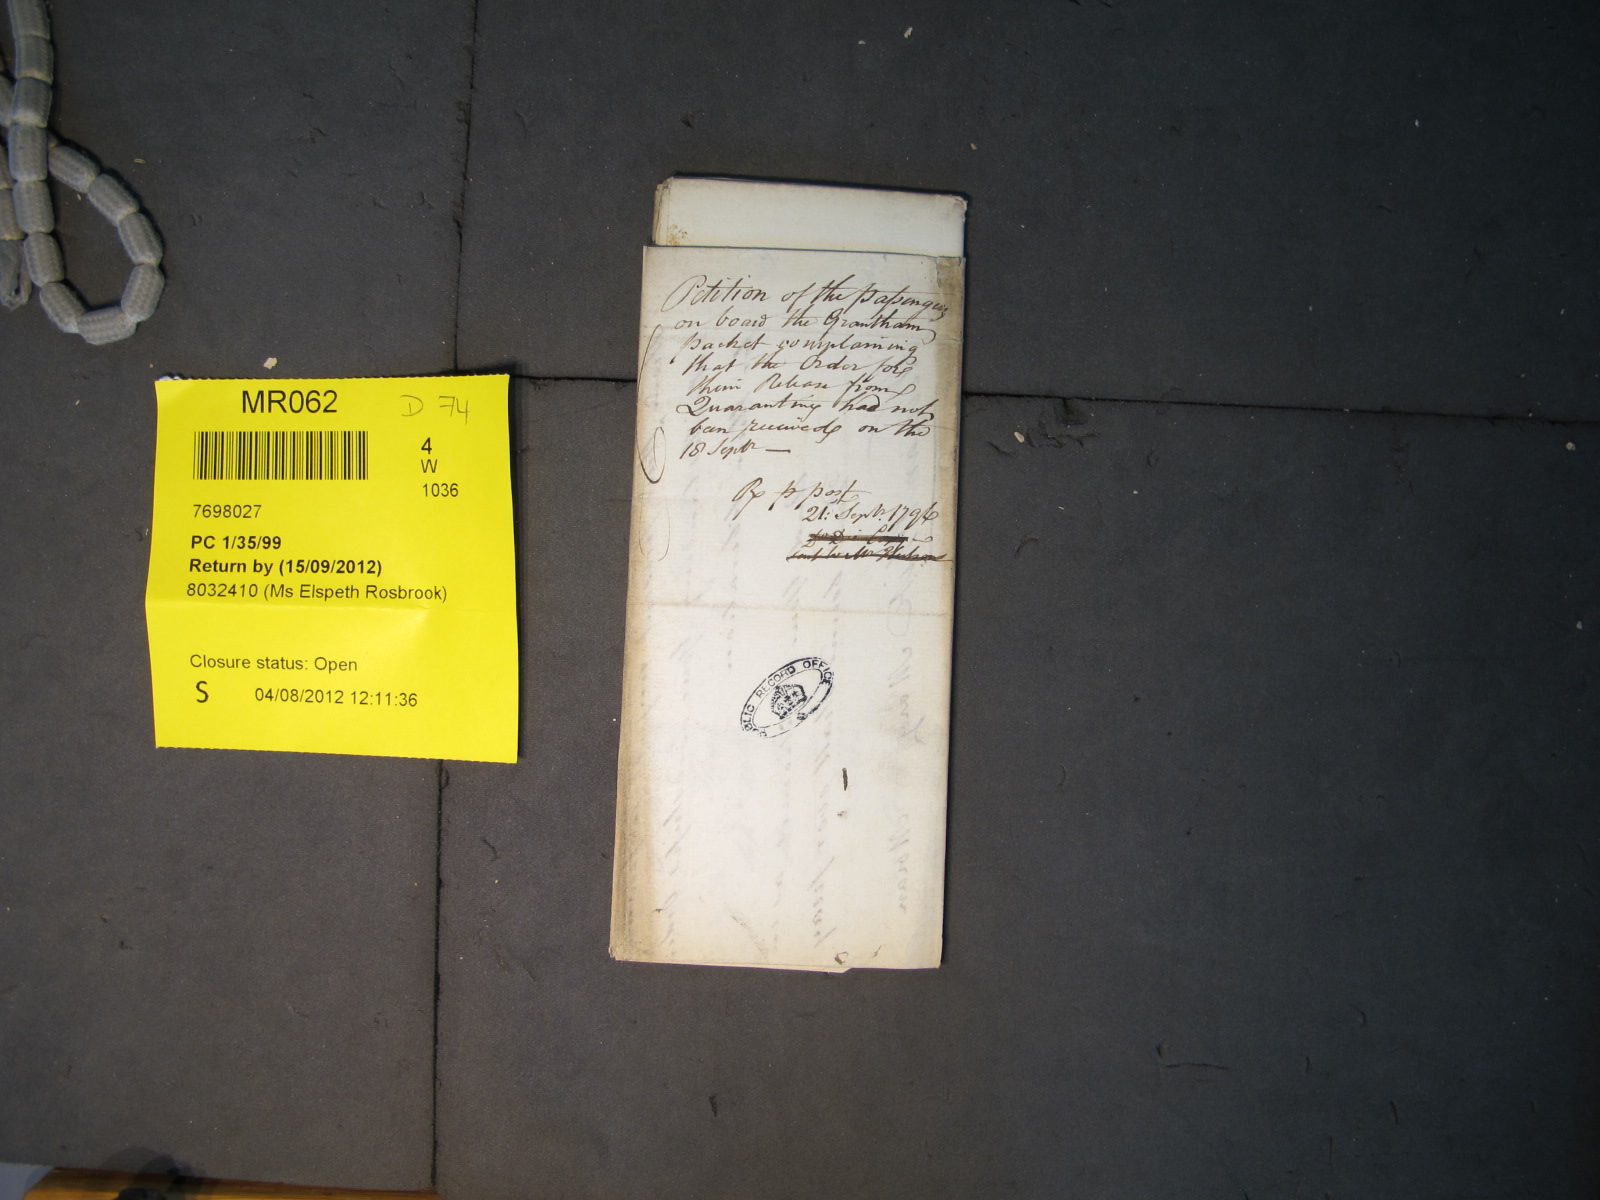 MR062
D 74
4
W
1036
7698027
PC 1/35/99
Return by (15/09/2012)
8032410 (Ms Elspeth Rosbrook)
Closure status: Open
S 04/08/2012 12:11:36
Petition of the passengers
on board the Grantham
Packet complaining
that the Order for
their Release from
Quarantine had not
been received on the
18 Septr —
Rx p post
21: Septr. 1796
PUBLIC RECORD OFFICE